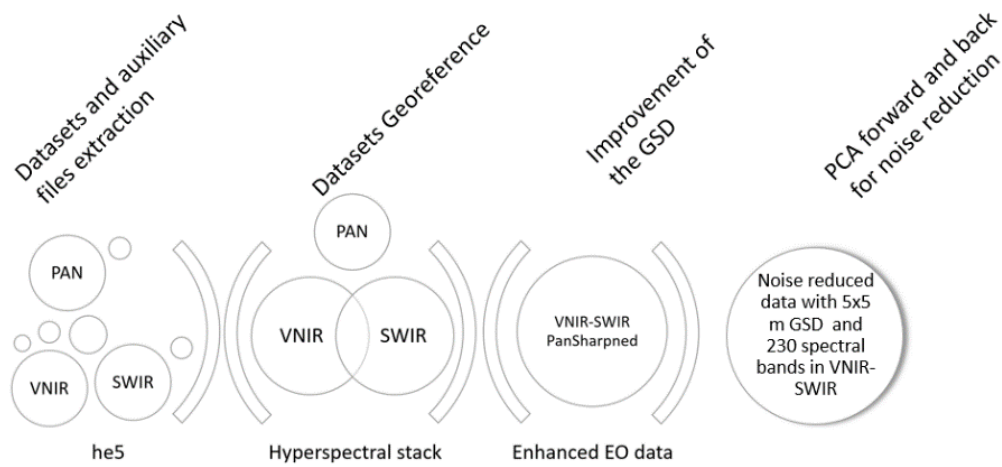 Datasets and auxiliary
files extraction
Datasets Georeference
Improvement of
the GSD
PCA forward and back
for noise reduction
PAN
VNIR
SWIR
he5
PAN
VNIR
SWIR
Hyperspectral stack
VNIR-SWIR
PanSharpned
Enhanced EO data
Noise reduced
data with 5x5
m GSD and
230 spectral
bands in VNIR-
SWIR